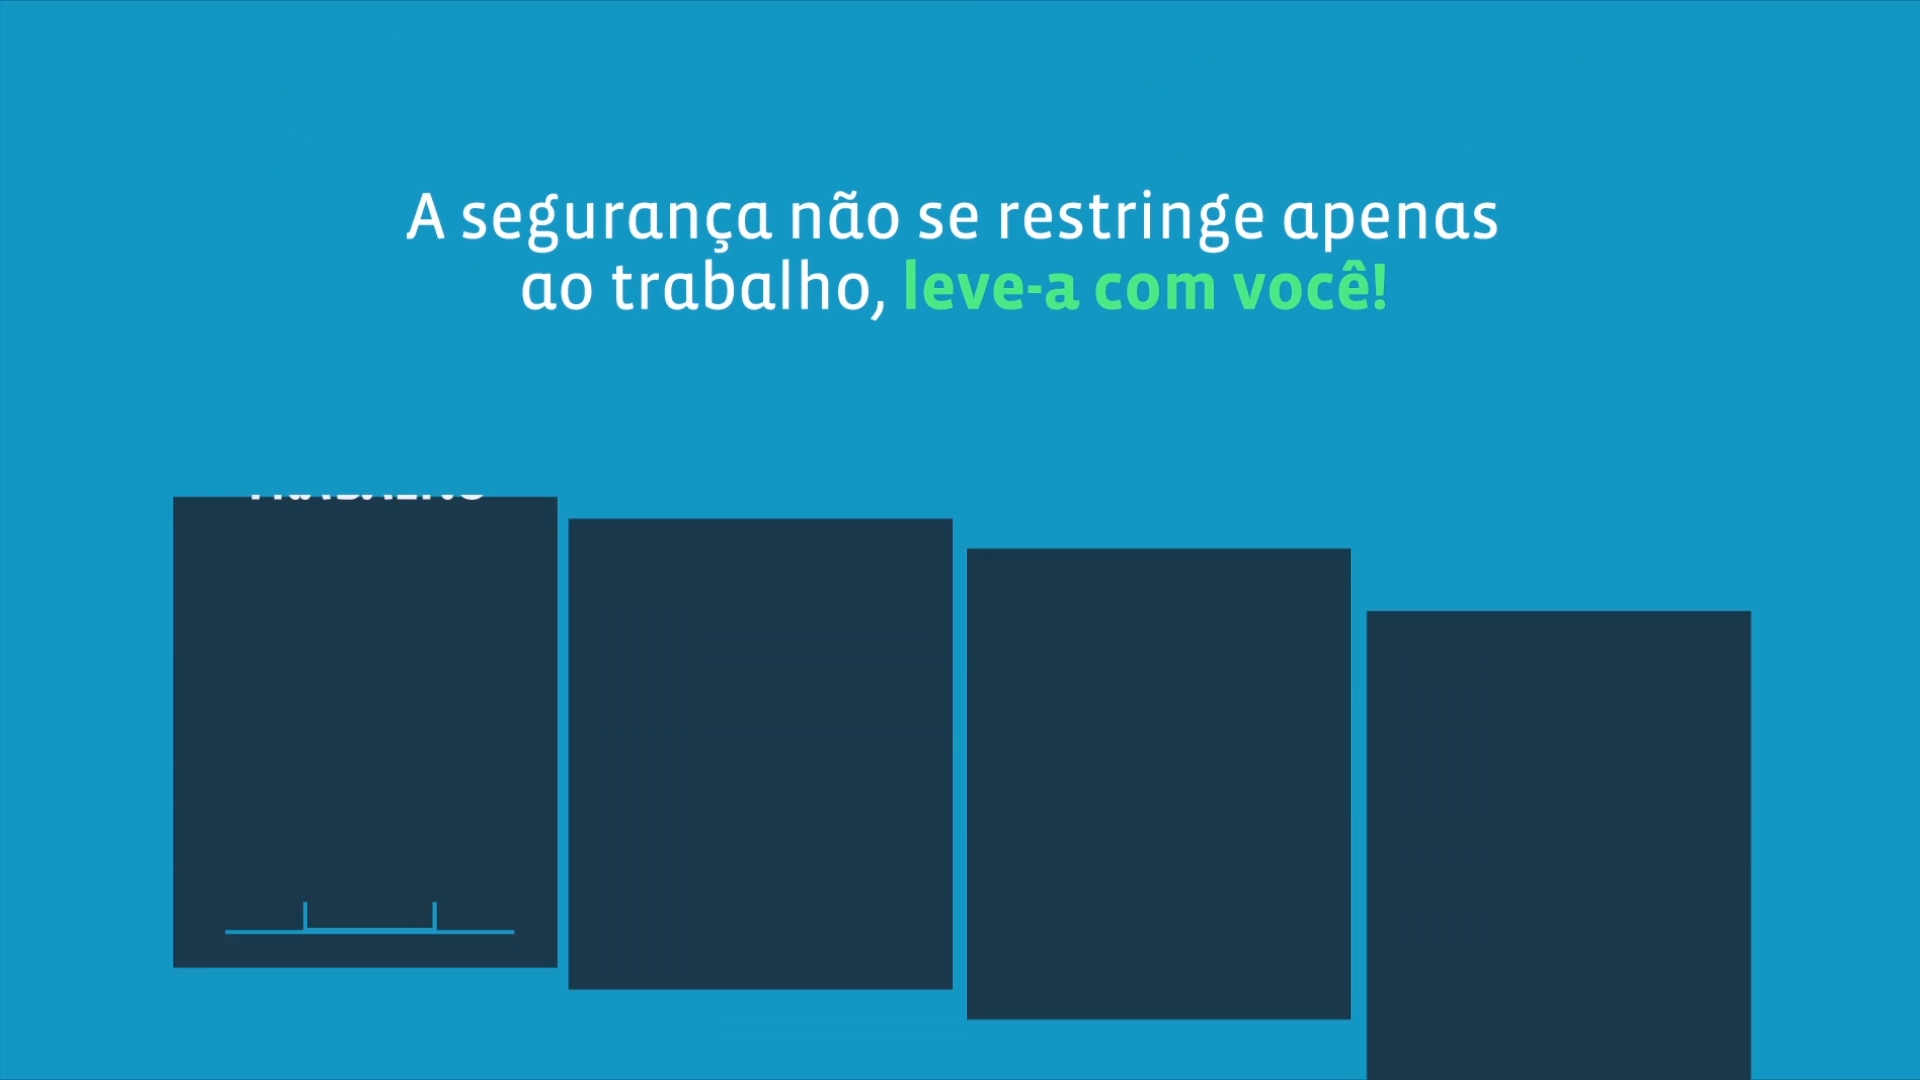 A segurança não se restringe apenas
ao trabalho, leve-a com você!